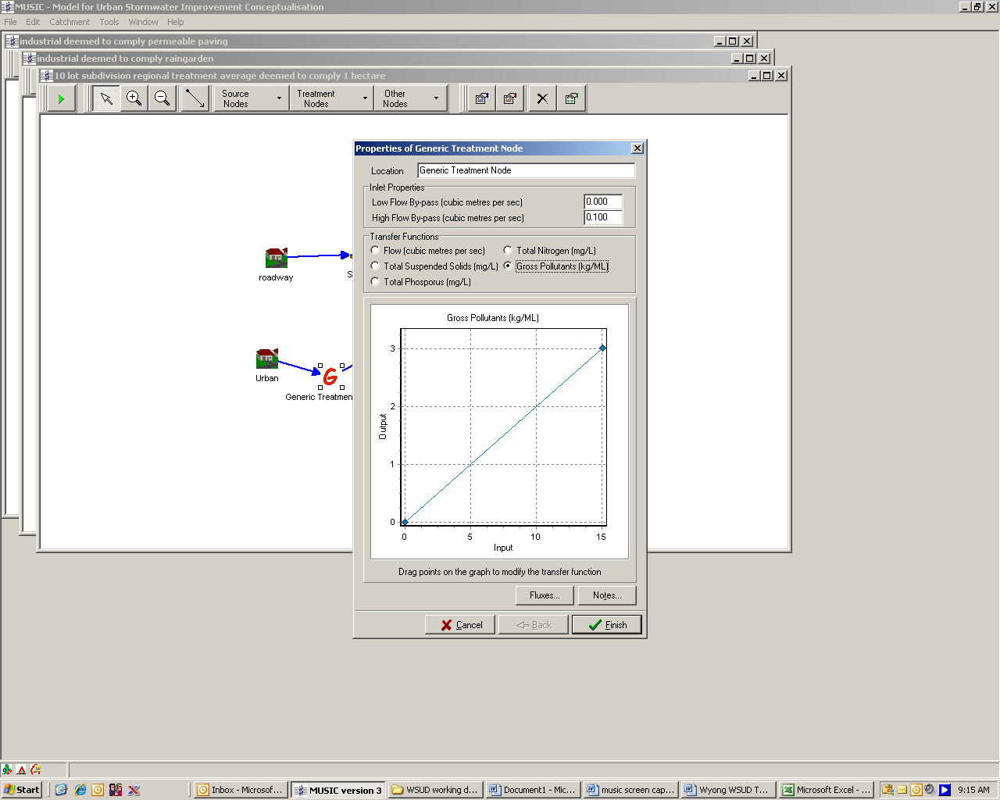 MUSIC - Model for Urban Stormwater Improvement Conceptualisation
File Edit Catchment Tools Window Help
industrial deemed to comply permeable paving
industrial deemed to comply raingarden
10 lot subdivision regional treatment average deemed to comply 1 hectare
Source Nodes
Treatment Nodes
Other Nodes
roadway
S
Urban
G
Generic Treatmen
Properties of Generic Treatment Node
Location Generic Treatment Node
Inlet Properties
Low Flow By-pass (cubic metres per sec) 0.000
High Flow By-pass (cubic metres per sec) 0.100
Transfer Functions
Flow (cubic metres per sec) Total Nitrogen (mg/L)
Total Suspended Solids (mg/L) Gross Pollutants (kg/ML)
Total Phosporus (mg/L)
Gross Pollutants (kg/ML)
3
2
Output
1
0
0 5 10 15
Input
Drag points on the graph to modify the transfer function
Fluxes... Notes...
Cancel Back Finish
Start Inbox - Microsof... MUSIC version 3 WSUD working d... Document1 - Mic... music screen cap... Wyong WSUD T... Microsoft Excel - ... 9:15 AM